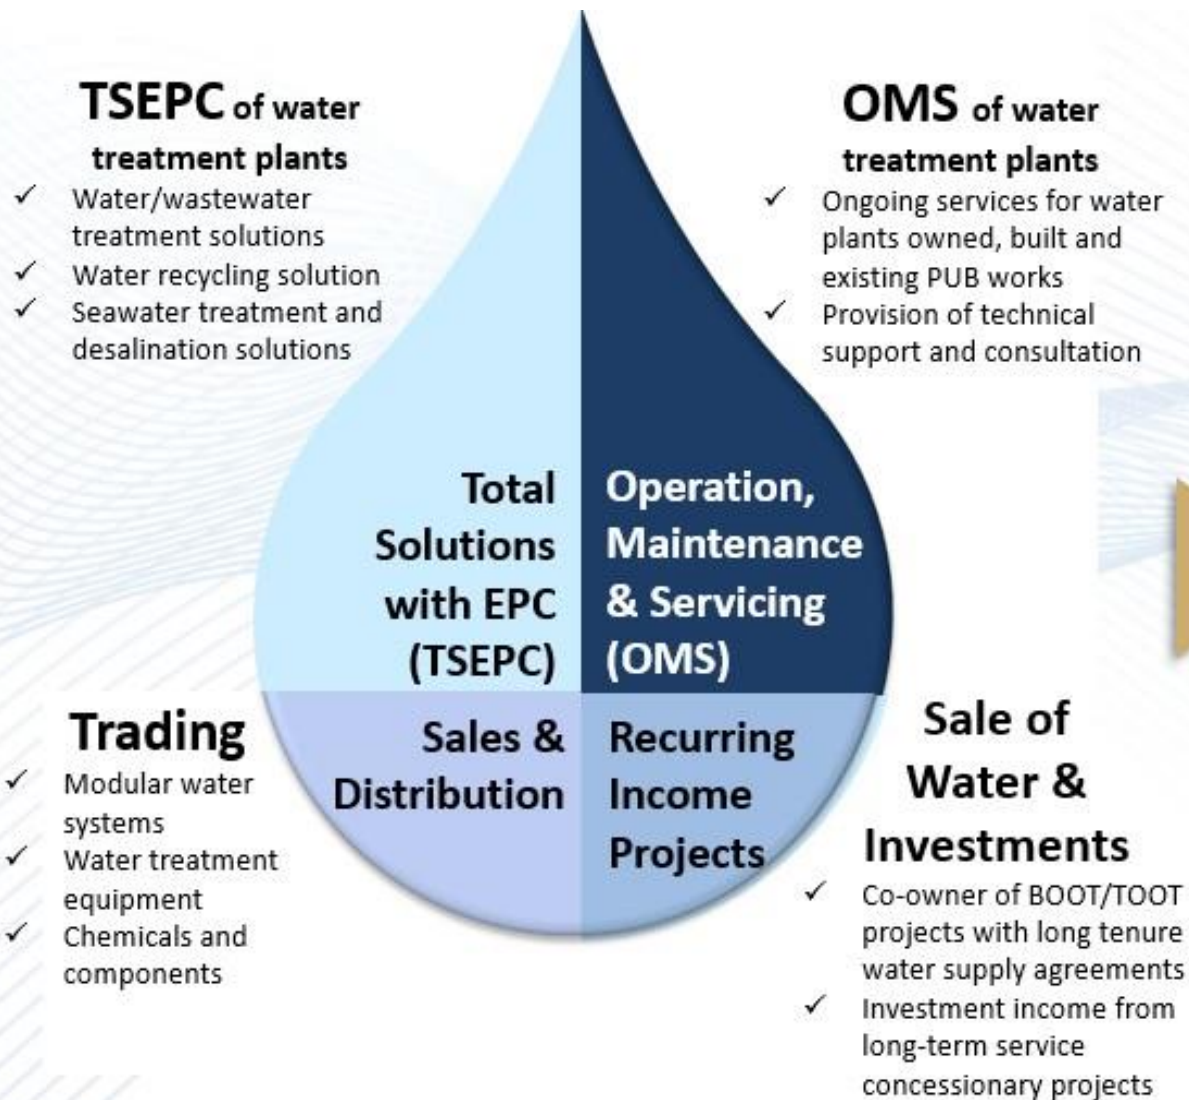 TSEPC of water
treatment plants
✓ Water/wastewater
treatment solutions
✓ Water recycling solution
✓ Seawater treatment and
desalination solutions
OMS of water
treatment plants
✓ Ongoing services for water
plants owned, built and
existing PUB works
✓ Provision of technical
support and consultation
Total
Solutions
with EPC
(TSEPC)
Operation,
Maintenance
& Servicing
(OMS)
Trading
✓ Modular water
systems
✓ Water treatment
equipment
✓ Chemicals and
components
Sales &
Distribution
Recurring
Income
Projects
Sale of
Water &
Investments
✓ Co-owner of BOOT/TOOT
projects with long tenure
water supply agreements
✓ Investment income from
long-term service
concessionary projects